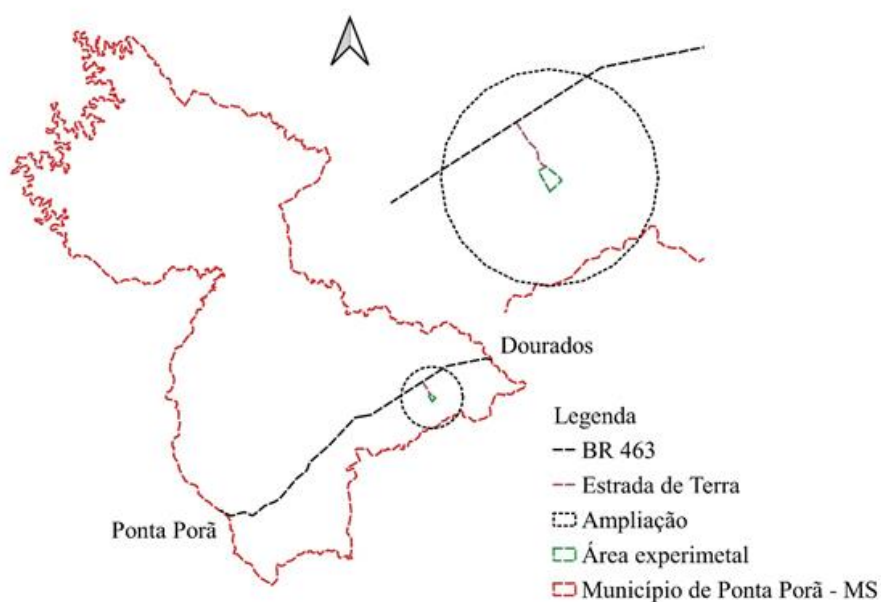 Dourados
Ponta Porã
Legenda
BR 463
Estrada de Terra
Ampliação
Área experimetal
Município de Ponta Porã - MS